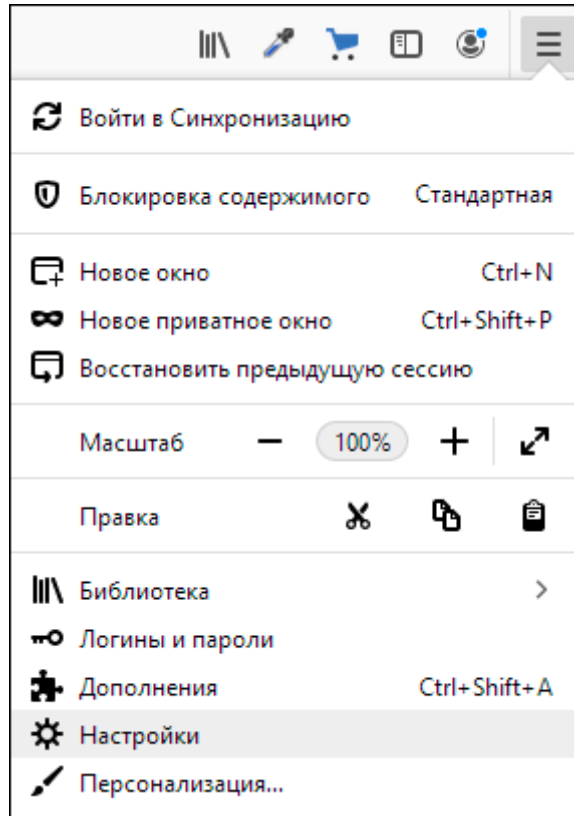 Войти в Синхронизацию
Блокировка содержимого Стандартная
Новое окно Ctrl+N
Новое приватное окно Ctrl+Shift+P
Восстановить предыдущую сессию
Масштаб − 100% +
Правка
Библиотека >
Логины и пароли
Дополнения Ctrl+Shift+A
Настройки
Персонализация...